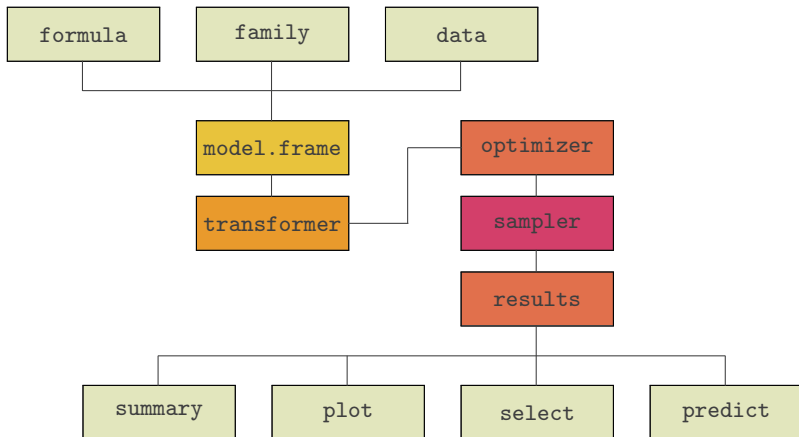 formula
family
data
model.frame
optimizer
transformer
sampler
results
summary
plot
select
predict